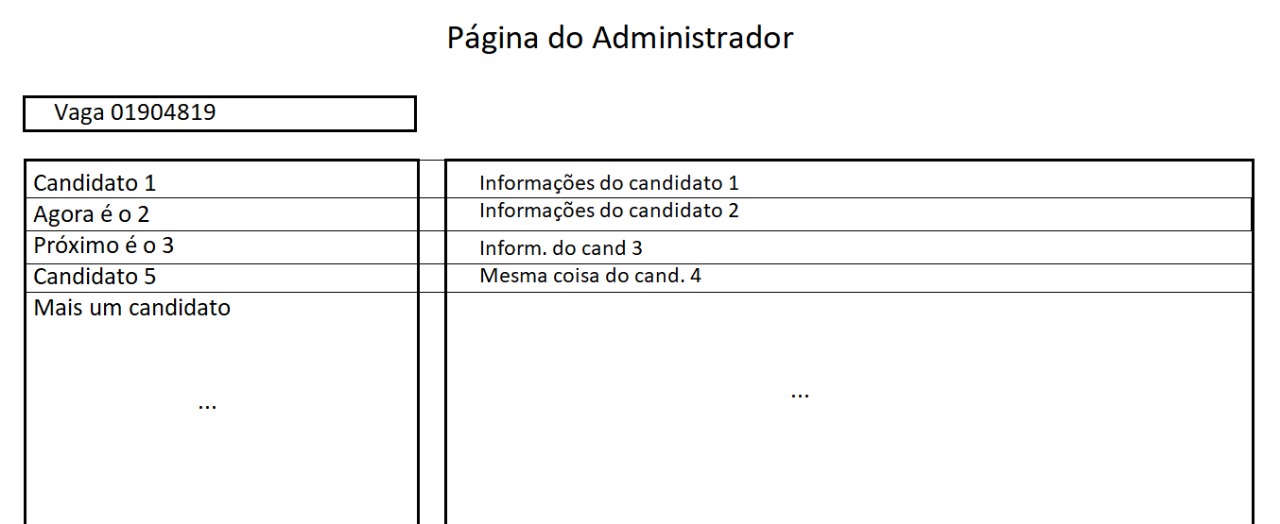 Página do Administrador
Vaga 01904819
Candidato 1
Informações do candidato 1
Agora é o 2
Informações do candidato 2
Próximo é o 3
Inform. do cand 3
Candidato 5
Mesma coisa do cand. 4
Mais um candidato
...
...